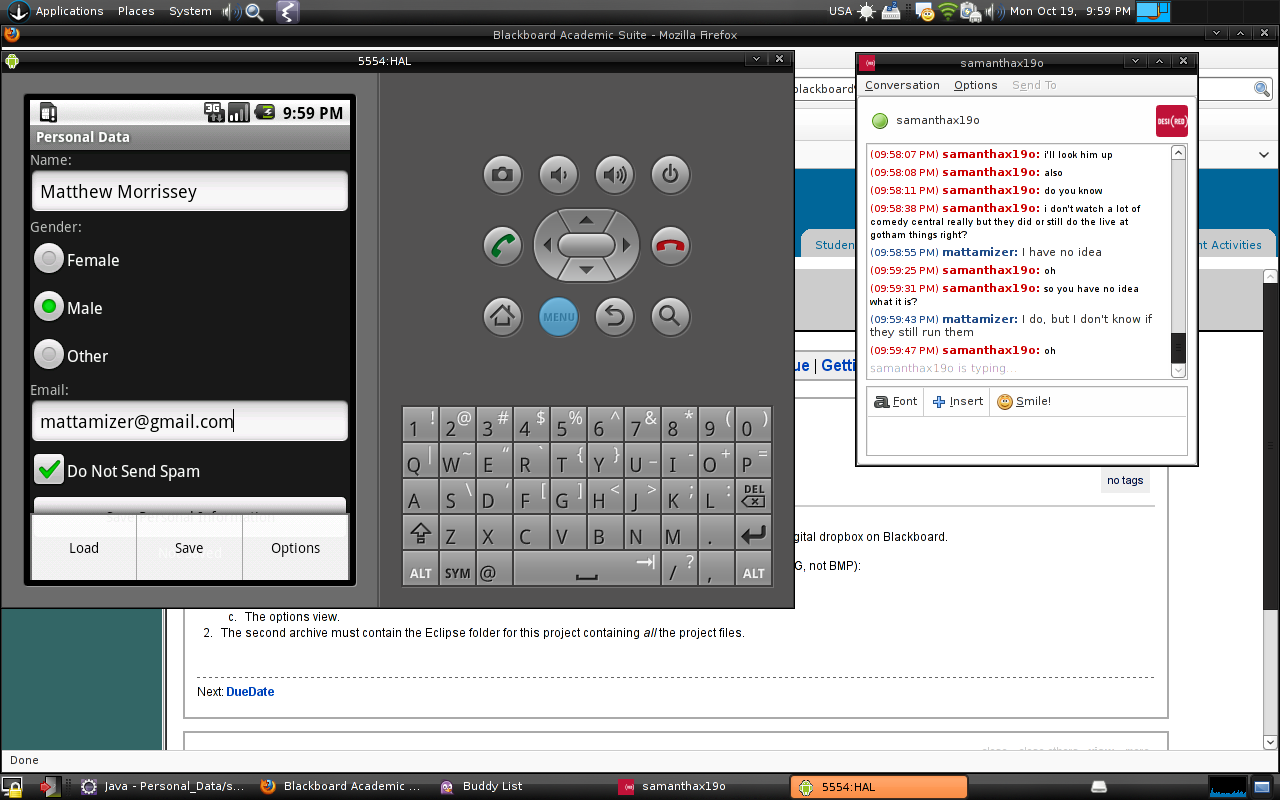 Applications Places System
USA Mon Oct 19, 9:59 PM
Blackboard Academic Suite - Mozilla Firefox
5554:HAL
3G 9:59 PM
Personal Data
Name:
Matthew Morrissey
Gender:
Female
Male
Other
Email:
mattamizer@gmail.com
Do Not Send Spam
Save Personal Information
Load Save Options
MENU
1 ! 2 @ 3 # 4 $ 5 % 6 ^ 7 & 8 * 9 ( 0 )
Q | W ~ E " R ` T { Y } U _ I - O + P =
A S \ D ' F [ G ] H < J > K ; L : DEL
Z X C V B N M .
ALT SYM @ / ? , ALT
samanthax19o
Conversation Options Send To
samanthax19o
DESI(RED)
(09:58:07 PM) samanthax19o: i'll look him up
(09:58:08 PM) samanthax19o: also
(09:58:11 PM) samanthax19o: do you know
(09:58:38 PM) samanthax19o: i don't watch a lot of
comedy central really but they did or still do the live at
gotham things right?
(09:58:55 PM) mattamizer: I have no idea
(09:59:25 PM) samanthax19o: oh
(09:59:31 PM) samanthax19o: so you have no idea
what it is?
(09:59:43 PM) mattamizer: I do, but I don't know if
they still run them
(09:59:47 PM) samanthax19o: oh
samanthax19o is typing...
Font Insert Smile!
blackboard
Studen
nt Activities
ue | Getti
no tags
gital dropbox on Blackboard.
G, not BMP):
c. The options view.
2. The second archive must contain the Eclipse folder for this project containing all the project files.
Next: DueDate
Done
Java - Personal_Data/s... Blackboard Academic ... Buddy List samanthax19o 5554:HAL